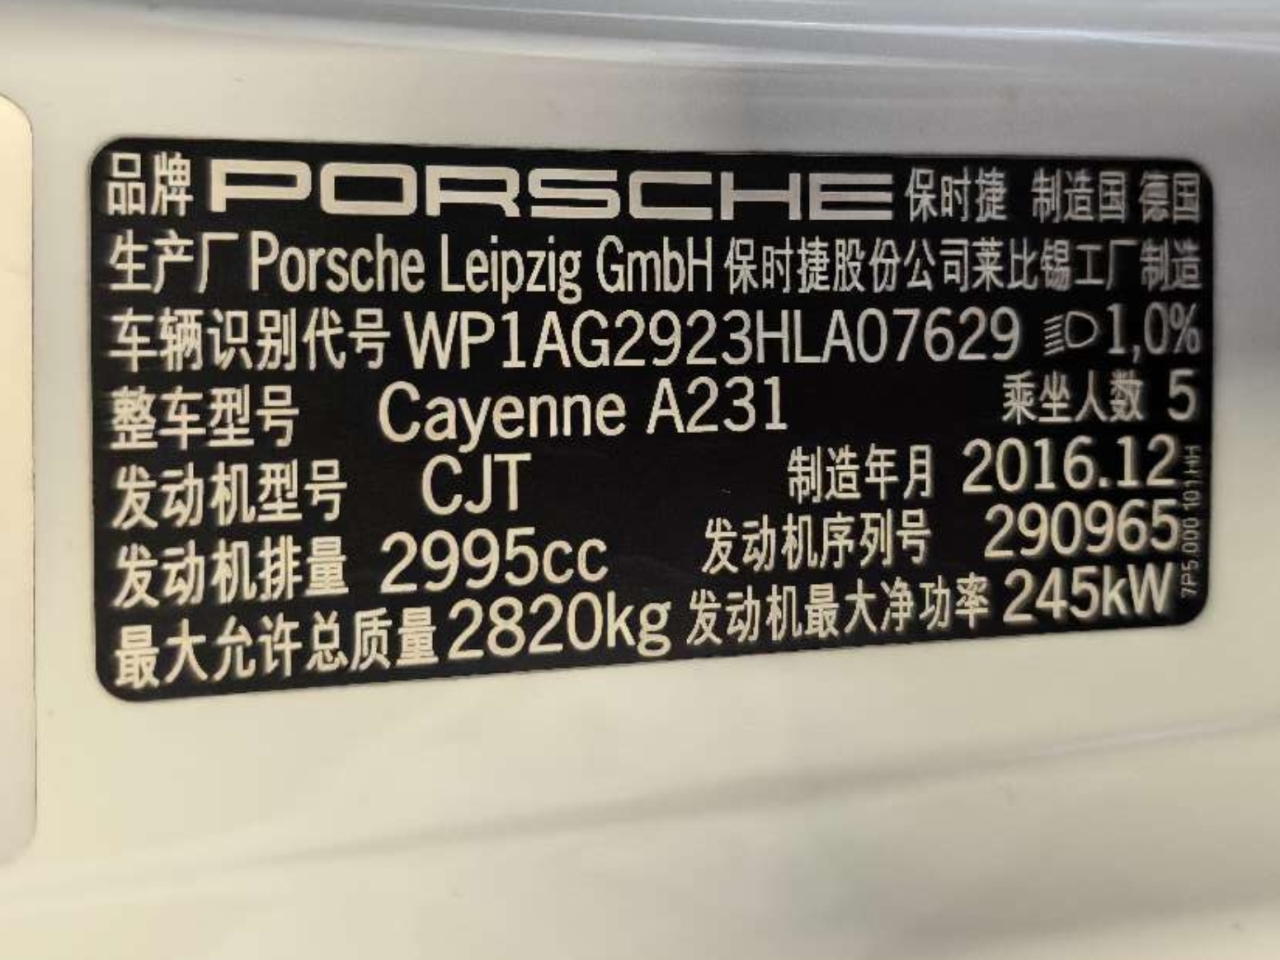 品牌 PORSCHE 保时捷 制造国 德国
生产厂 Porsche Leipzig GmbH 保时捷股份公司莱比锡工厂制造
车辆识别代号 WP1AG2923HLA07629 1,0%
整车型号 Cayenne A231 乘坐人数 5
发动机型号 CJT 制造年月 2016.12
发动机排量 2995cc 发动机序列号 290965
最大允许总质量 2820kg 发动机最大净功率 245kW
7P5.000 101.HH